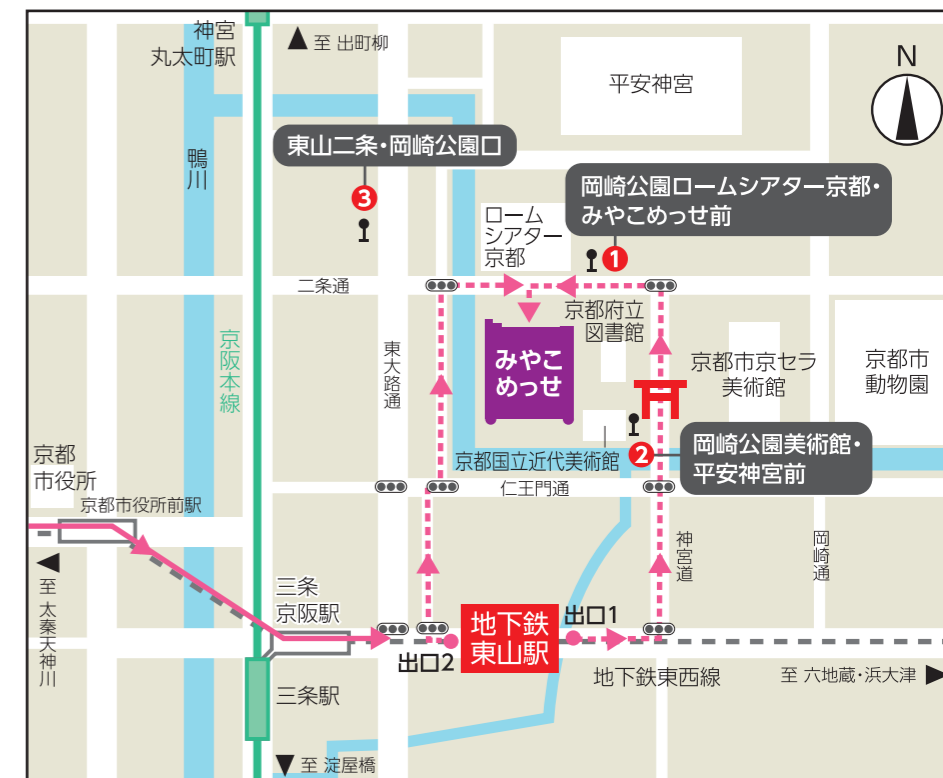 神宮
丸太町駅
至 出町柳
平安神宮
N
鴨川
東山二条・岡崎公園口
3
岡崎公園ロームシアター京都・
みやこめっせ前
1
ローム
シアター
京都
二条通
京都府立
図書館
京阪本線
東大路通
みやこ
めっせ
京都市京セラ
美術館
京都市
動物園
京都
市役所
京都市役所前駅
京都国立近代美術館
2
岡崎公園美術館・
平安神宮前
仁王門通
神宮道
岡崎通
至 太秦天神川
三条
京阪駅
地下鉄
東山駅
出口1
出口2
三条駅
地下鉄東西線
至 六地蔵・浜大津
至 淀屋橋